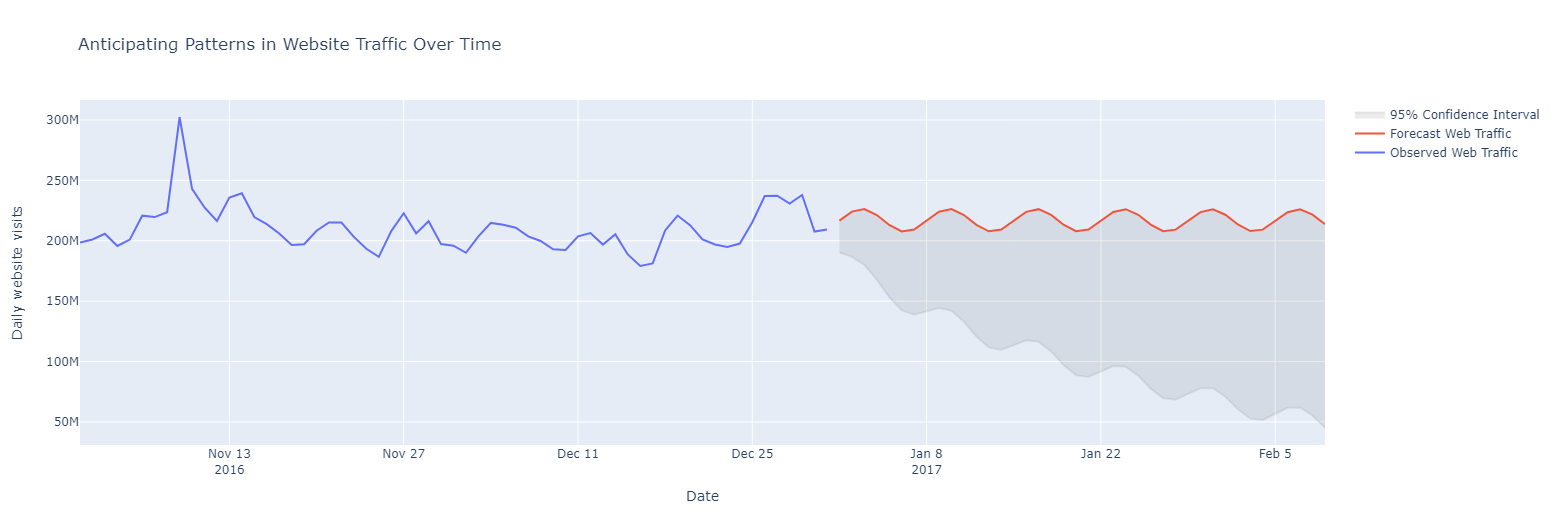 Anticipating Patterns in Website Traffic Over Time
95% Confidence Interval
Forecast Web Traffic
Observed Web Traffic
Daily website visits
300M
250M
200M
150M
100M
50M
Nov 13
2016
Nov 27
Dec 11
Dec 25
Jan 8
2017
Jan 22
Feb 5
Date